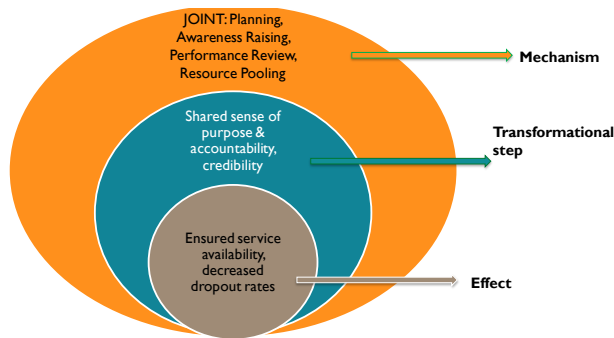 JOINT: Planning,
Awareness Raising,
Performance Review,
Resource Pooling
Mechanism
Shared sense of
purpose &
accountability,
credibility
Transformational
step
Ensured service
availability,
decreased
dropout rates
Effect